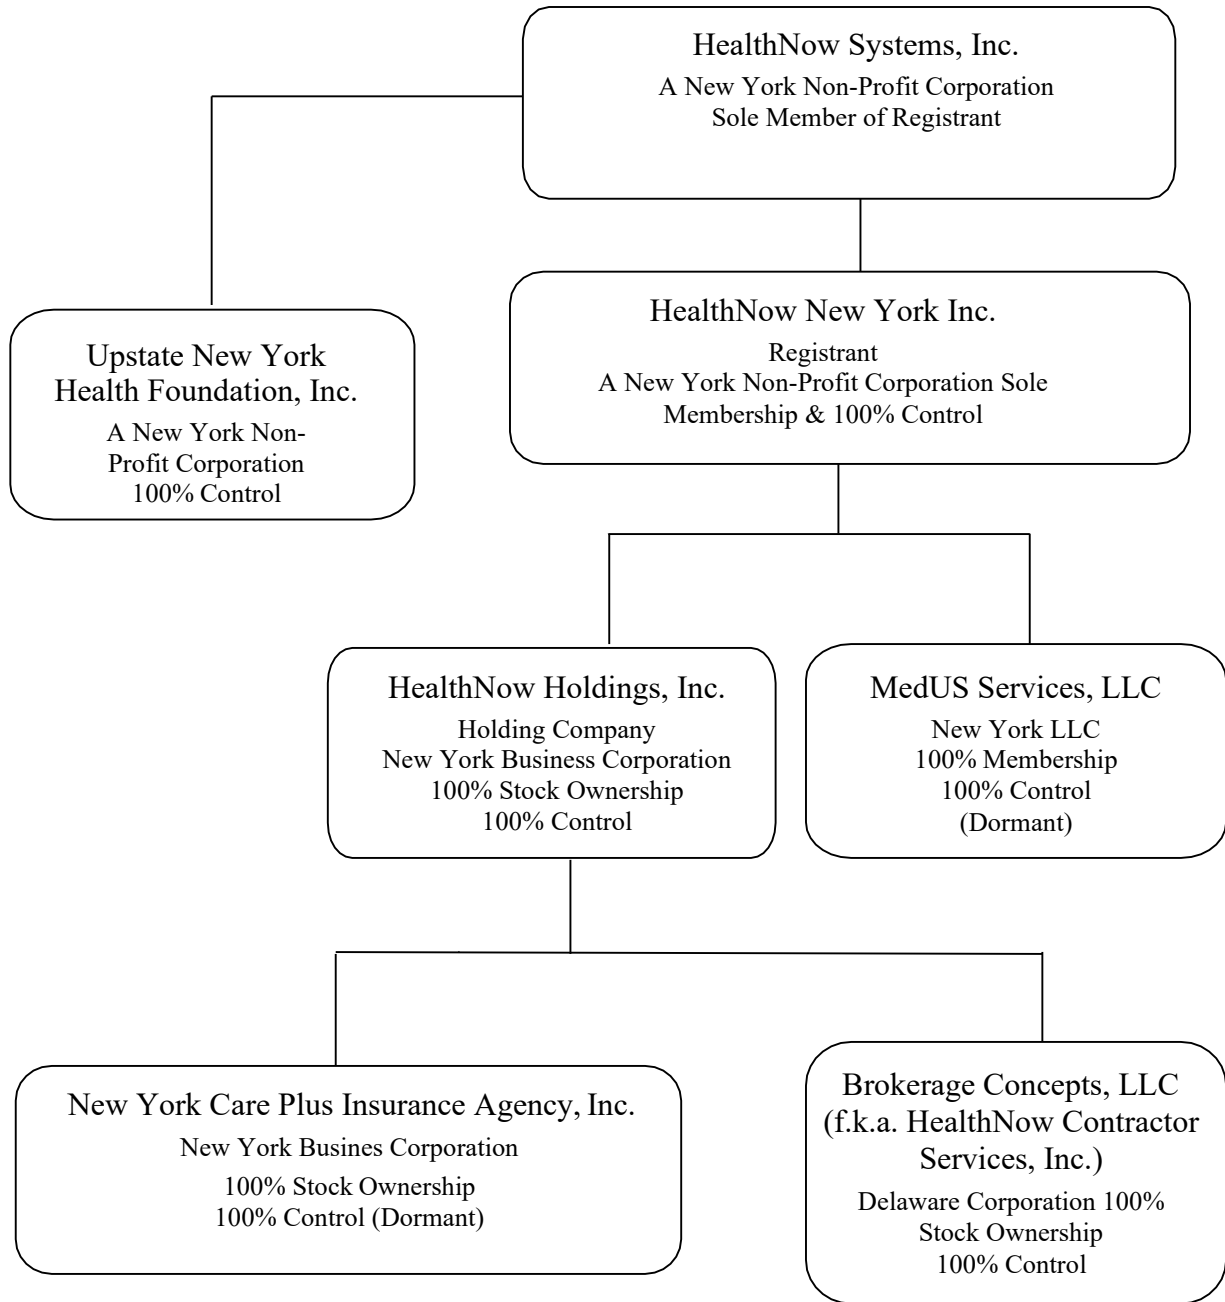 HealthNow Systems, Inc.
A New York Non-Profit Corporation
Sole Member of Registrant
HealthNow New York Inc.
Registrant
A New York Non-Profit Corporation Sole
Membership & 100% Control
Upstate New York
Health Foundation, Inc.
A New York Non-
Profit Corporation
100% Control
HealthNow Holdings, Inc.
Holding Company
New York Business Corporation
100% Stock Ownership
100% Control
MedUS Services, LLC
New York LLC
100% Membership
100% Control
(Dormant)
New York Care Plus Insurance Agency, Inc.
New York Busines Corporation
100% Stock Ownership
100% Control (Dormant)
Brokerage Concepts, LLC
(f.k.a. HealthNow Contractor
Services, Inc.)
Delaware Corporation 100%
Stock Ownership
100% Control